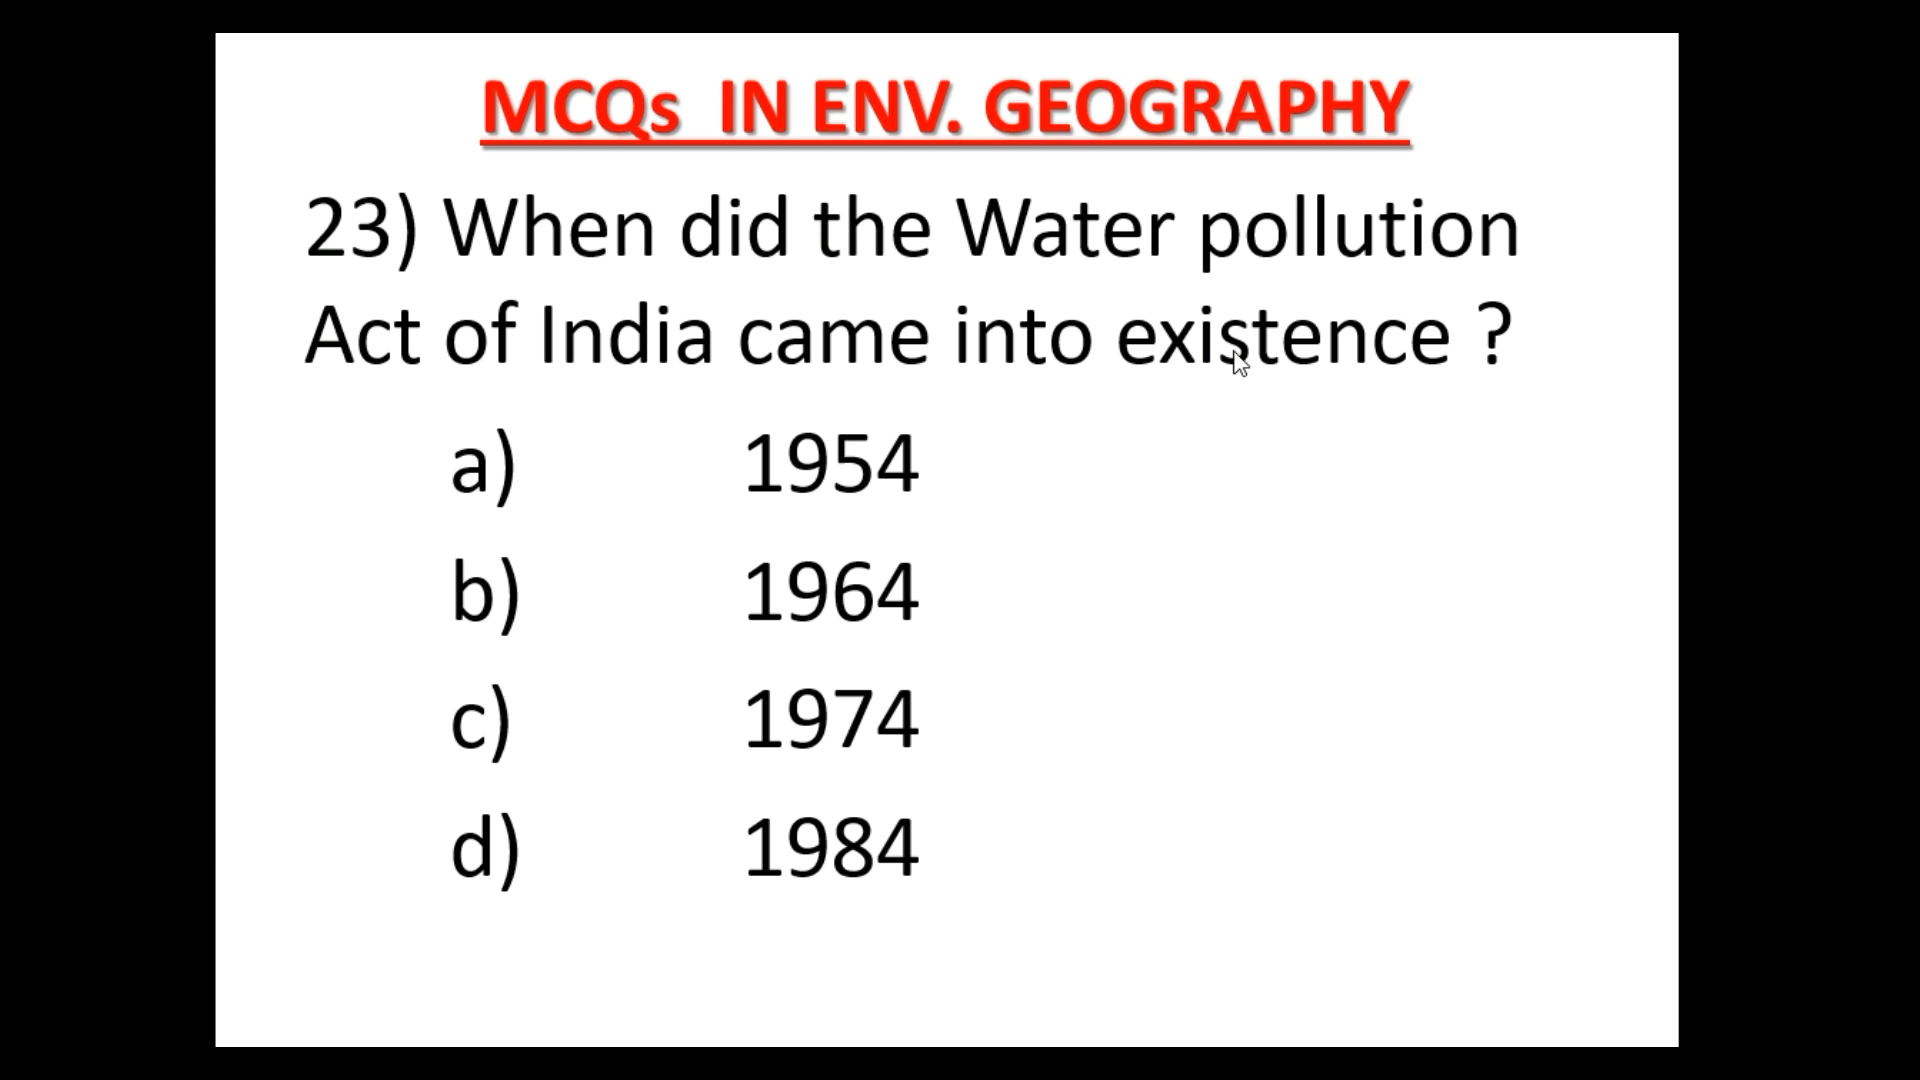 MCQs IN ENV. GEOGRAPHY
23) When did the Water pollution
Act of India came into existence ?
a) 1954
b) 1964
c) 1974
d) 1984